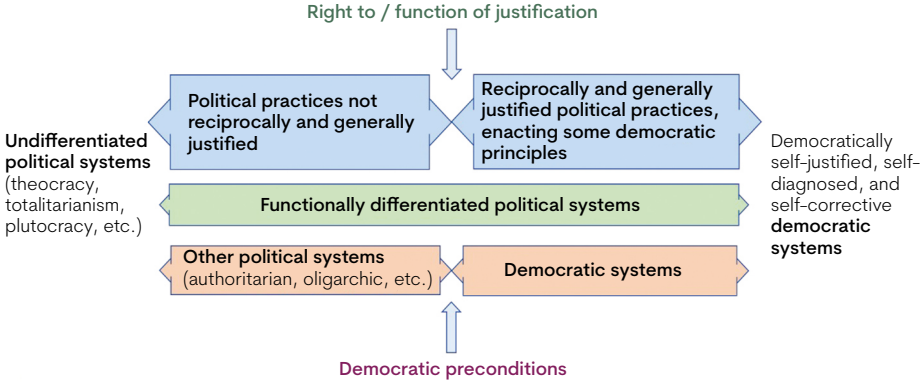 Right to / function of justification
Political practices not
reciprocally and generally
justified
Reciprocally and generally
justified political practices,
enacting some democratic
principles
Undifferentiated
political systems
(theocracy,
totalitarianism,
plutocracy, etc.)
Democratically
self-justified, self-
diagnosed, and
self-corrective
democratic
systems
Functionally differentiated political systems
Other political systems
(authoritarian, oligarchic, etc.)
Democratic systems
Democratic preconditions